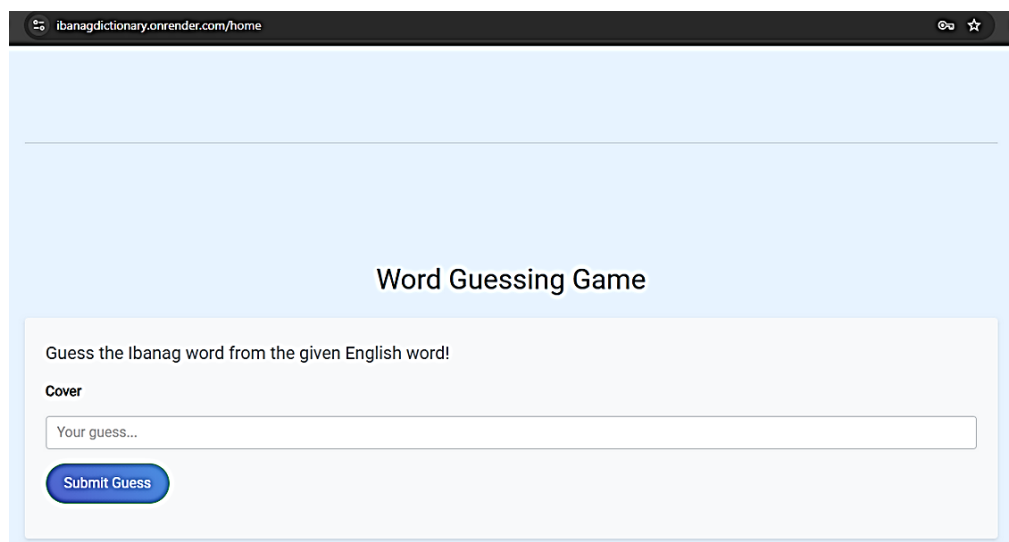 ibanagdictionary.onrender.com/home
Word Guessing Game
Guess the Ibanag word from the given English word!
Cover
Your guess...
Submit Guess